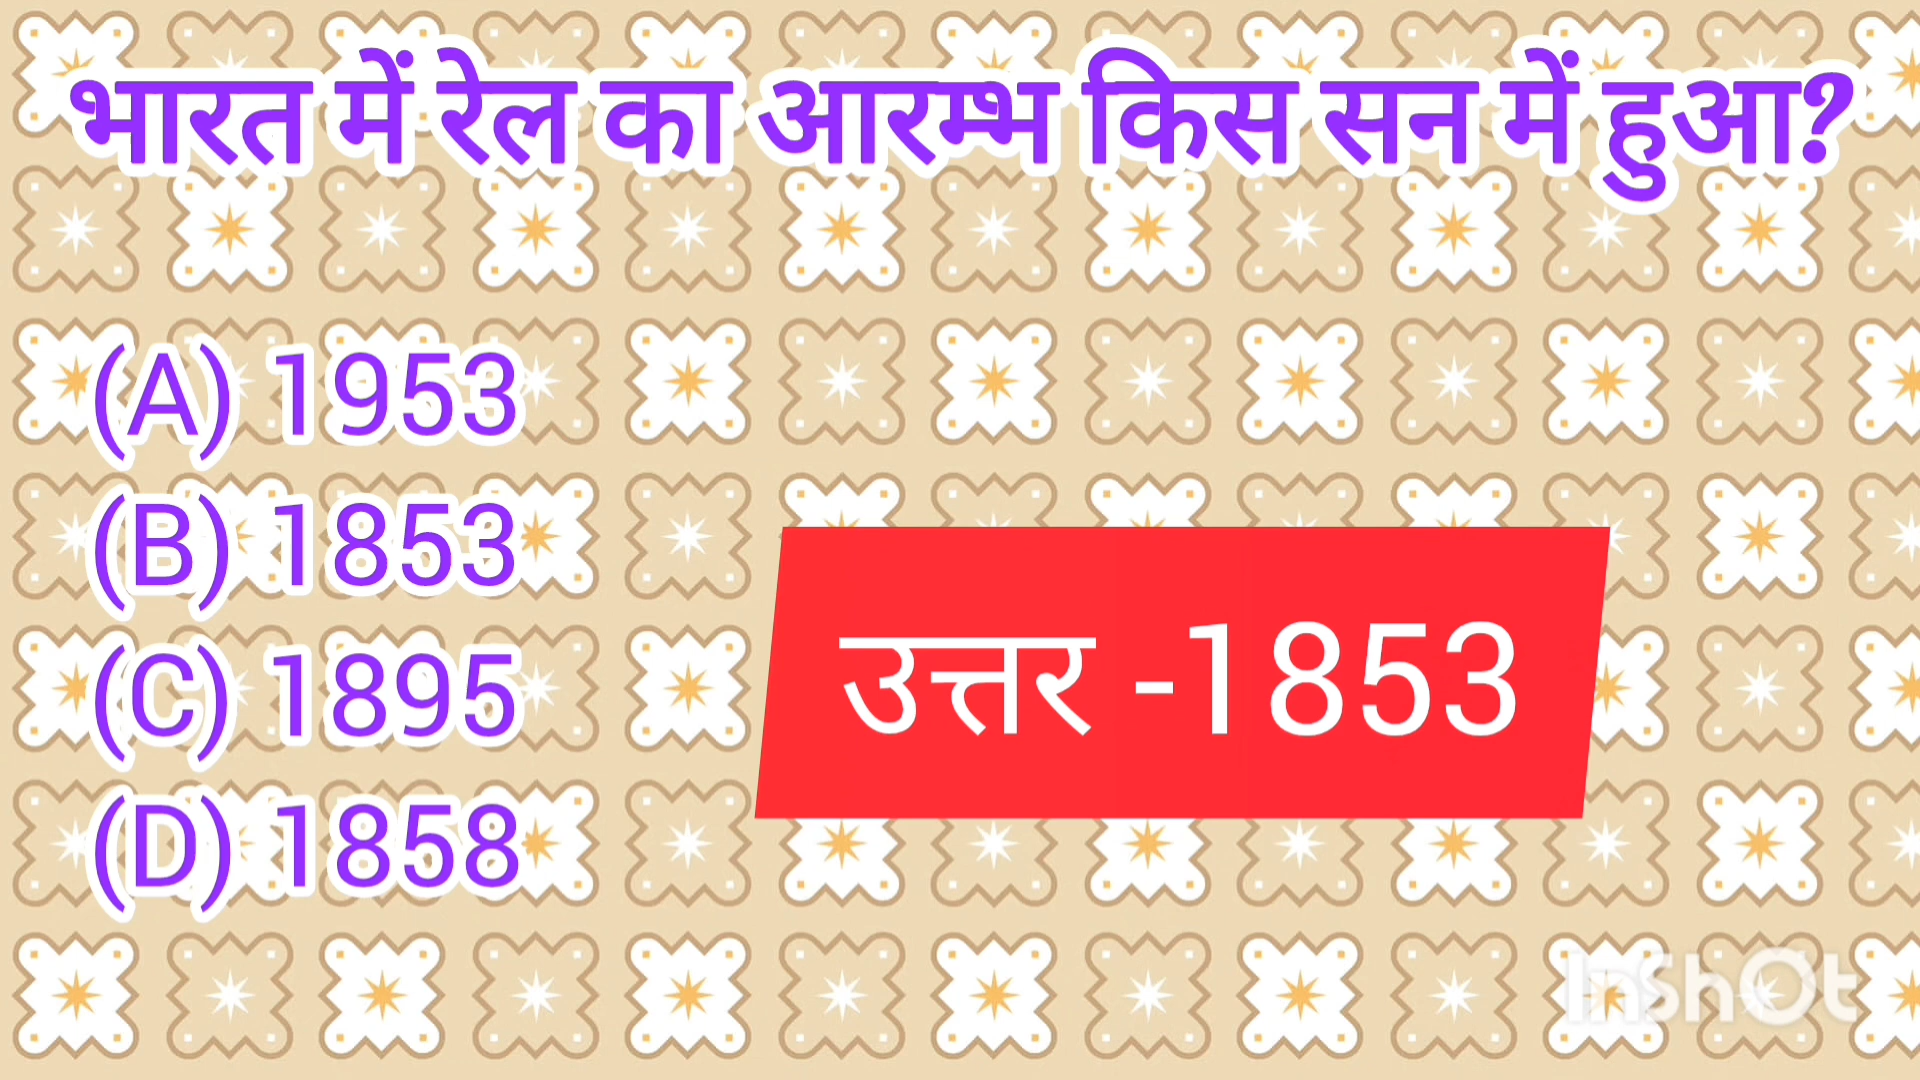 भारत में रेल का आरम्भ किस सन में हुआ?
(A) 1953
(B) 1853
(C) 1895
(D) 1858
उत्तर -1853
InShOt